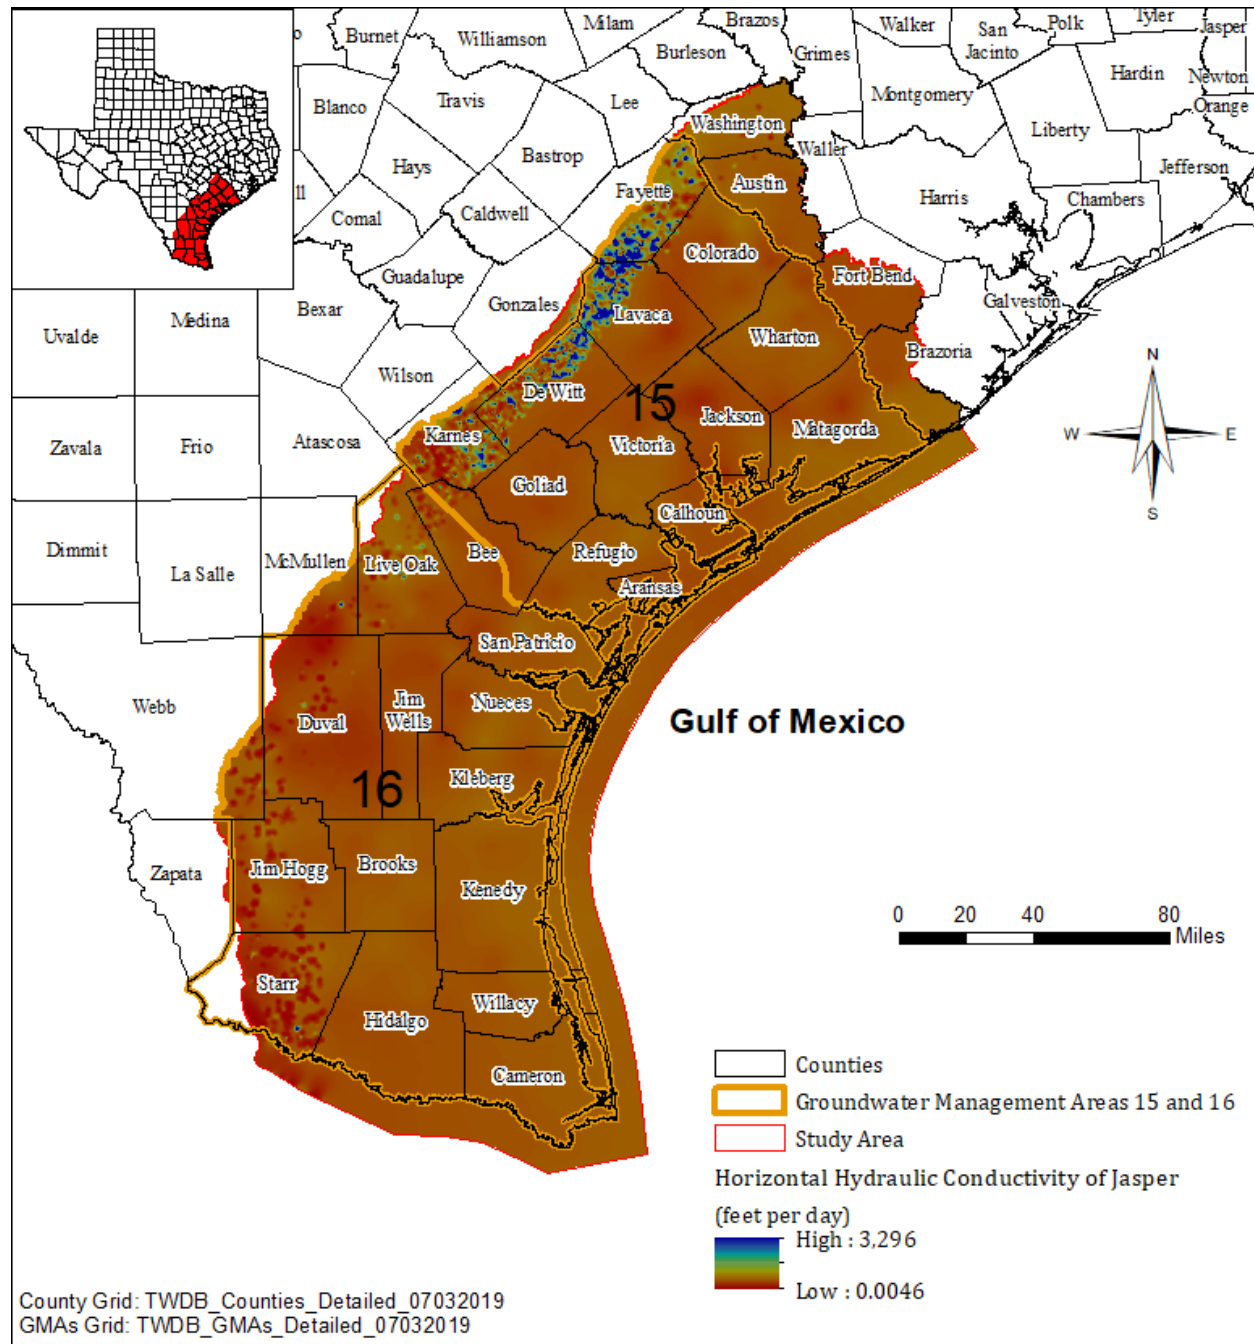 Burnet
Williamson
Milam
Brazos
Walker
San
Jacinto
Polk
Tyler
Jasper
Burleson
Grimes
Hardin
Newton
Orange
Blanco
Travis
Lee
Montgomery
Liberty
Washington
Waller
Jefferson
Hays
Bastrop
Fayette
Austin
Harris
Chambers
ll
Comal
Caldwell
Colorado
Guadalupe
Fort Bend
Gonzales
Galveston
Bexar
Medina
Uvalde
Lavaca
Wharton
Brazoria
Wilson
De Witt
15
Jackson
Matagorda
Karnes
Victoria
Atascosa
Frio
Zavala
Goliad
Calhoun
N
W
E
S
Dimmit
La Salle
McMullen
Live Oak
Bee
Refugio
Aransas
San Patricio
Webb
Duval
Jim
Wells
Nueces
Gulf of Mexico
16
Kleberg
Zapata
Jim Hogg
Brooks
Kenedy
0 20 40 80
Miles
Starr
Hidalgo
Willacy
Cameron
Counties
Groundwater Management Areas 15 and 16
Study Area
Horizontal Hydraulic Conductivity of Jasper
(feet per day)
High : 3,296
Low : 0.0046
County Grid: TWDB_Counties_Detailed_07032019
GMAs Grid: TWDB_GMAs_Detailed_07032019